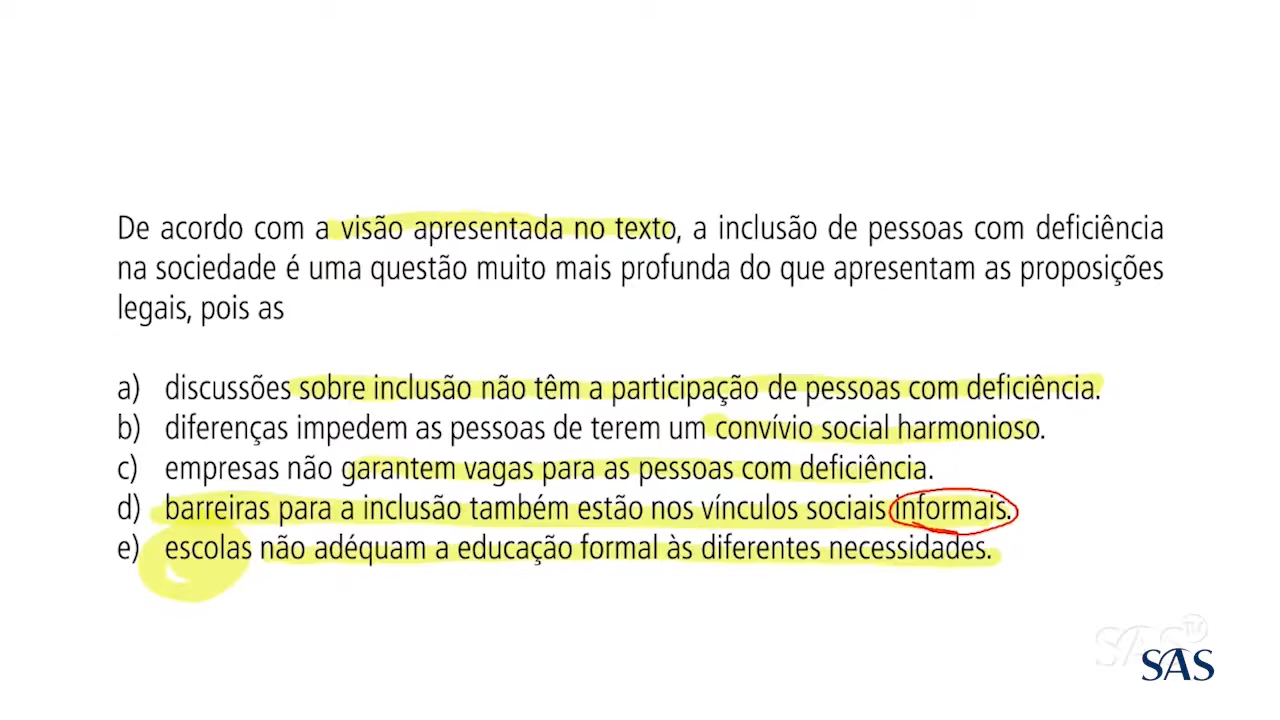 De acordo com a visão apresentada no texto, a inclusão de pessoas com deficiência
na sociedade é uma questão muito mais profunda do que apresentam as proposições
legais, pois as
a) discussões sobre inclusão não têm a participação de pessoas com deficiência.
b) diferenças impedem as pessoas de terem um convívio social harmonioso.
c) empresas não garantem vagas para as pessoas com deficiência.
d) barreiras para a inclusão também estão nos vínculos sociais informais.
e) escolas não adéquam a educação formal às diferentes necessidades.
SAS™
SAS